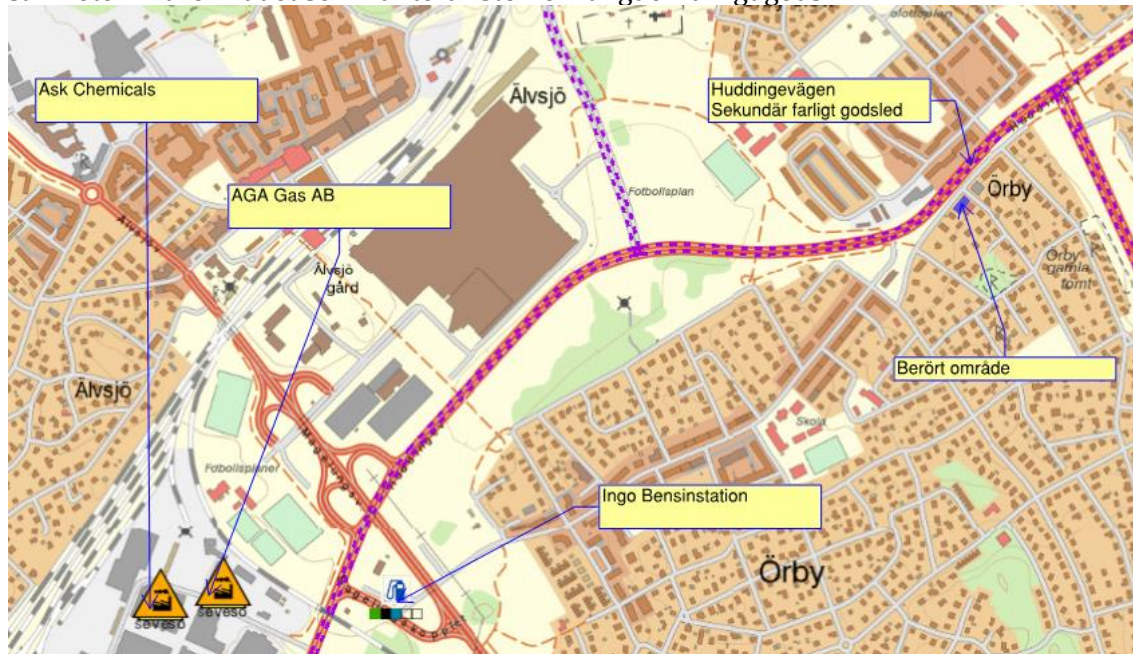 Ask Chemicals
Älvsjö
Huddingevägen
Sekundär farligt godsled
AGA Gas AB
Fotbollsplan
Örby
Älvsjö
gård
Örby
gamla
tomt
Berört område
Älvsjö
Skola
Fotbollsplaner
Ingo Bensinstation
Örby
seveso
seveso